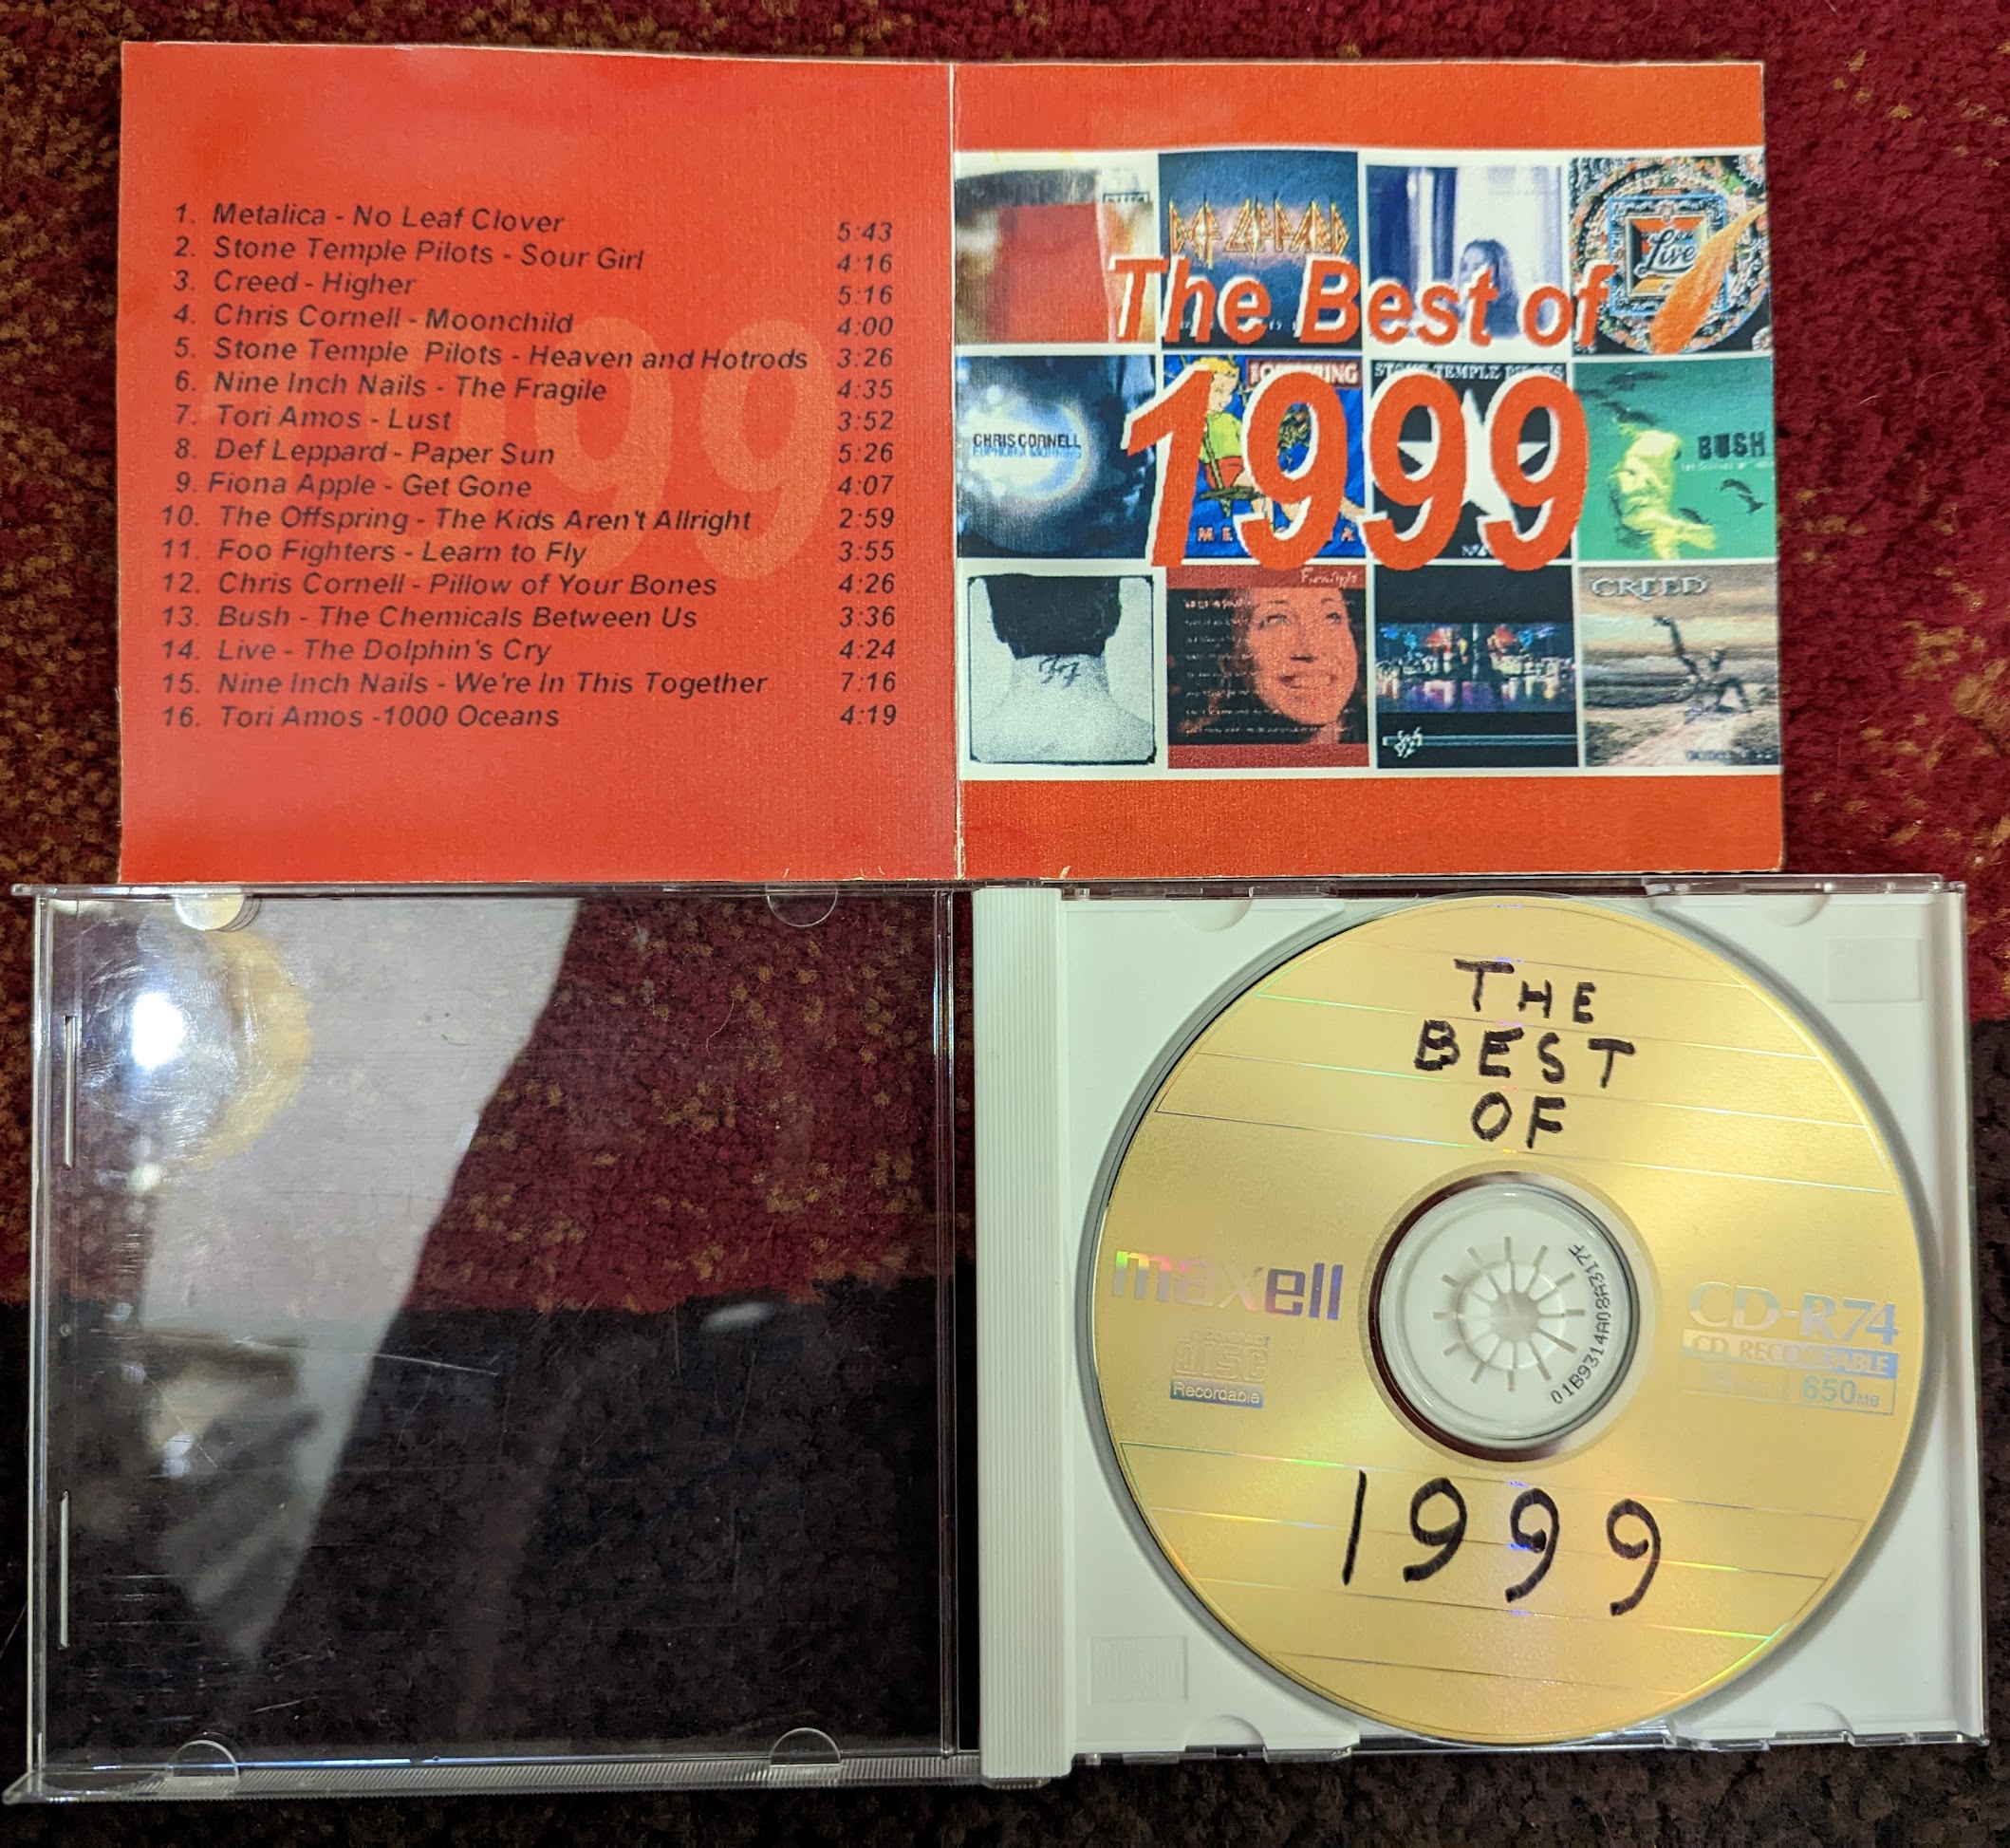 1. Metalica - No Leaf Clover 5:43
2. Stone Temple Pilots - Sour Girl 4:16
3. Creed - Higher 5:16
4. Chris Cornell - Moonchild 4:00
5. Stone Temple Pilots - Heaven and Hotrods 3:26
6. Nine Inch Nails - The Fragile 4:35
7. Tori Amos - Lust 3:52
8. Def Leppard - Paper Sun 5:26
9. Fiona Apple - Get Gone 4:07
10. The Offspring - The Kids Aren't Allright 2:59
11. Foo Fighters - Learn to Fly 3:55
12. Chris Cornell - Pillow of Your Bones 4:26
13. Bush - The Chemicals Between Us 3:36
14. Live - The Dolphin's Cry 4:24
15. Nine Inch Nails - We're In This Together 7:16
16. Tori Amos -1000 Oceans 4:19
1999
DEF LEPPARD
Live
The Best of
1999
CHRIS CORNELL
EUPHORIA MORNING
STONE TEMPLE PILOTS
BUSH
FF
CREED
THE
BEST
OF
maxell
COMPACT
disc
Recordable
CD-R74
CD RECORDABLE
650MB
01B9314A08A317F
1999